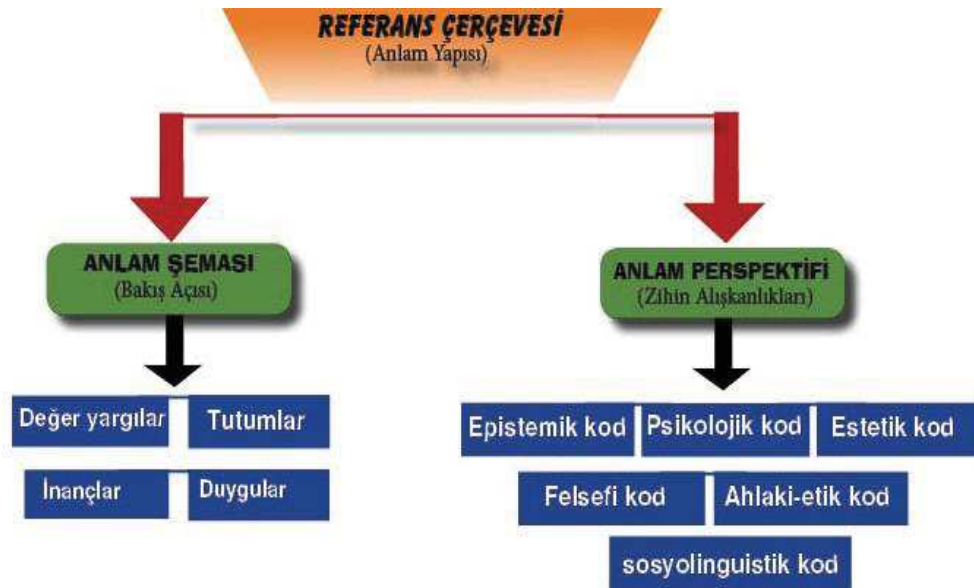 REFERANS ÇERÇEVESİ
(Anlam Yapısı)
ANLAM ŞEMASI
(Bakış Açısı)
ANLAM PERSPEKTİFİ
(Zihin Alışkanlıkları)
Değer yargılar
Tutumlar
İnançlar
Duygular
Epistemik kod
Psikolojik kod
Estetik kod
Felsefi kod
Ahlaki-etik kod
sosyolinguistik kod